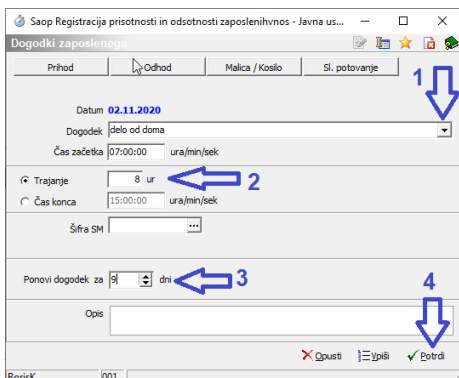 Saop Registracija prisotnosti in odsotnosti zaposlenihvnos - Javna us...
Dogodki zaposlenega
Prihod Odhod Malica / Kosilo Sl. potovanje
1
Datum 02.11.2020
Dogodek delo od doma
Čas začetka 07:00:00 ura/min/sek
Trajanje 8 ur 2
Čas konca 15:00:00 ura/min/sek
Šifra SM ...
Ponovi dogodek za 9 dni 3
4
Opis
Opusti Vpiši Potrdi
BorisK 001